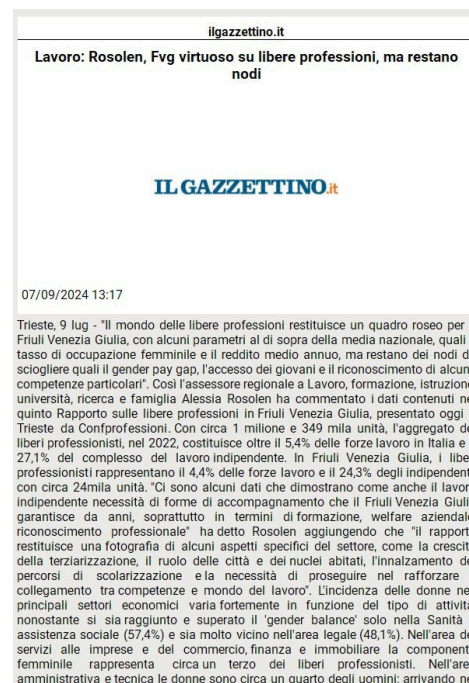 ilgazzettino.it
Lavoro: Rosolen, Fvg virtuoso su libere professioni, ma restano
nodi
IL GAZZETTINO.it
07/09/2024 13:17
Trieste, 9 lug - "Il mondo delle libere professioni restituisce un quadro roseo per
Friuli Venezia Giulia, con alcuni parametri al di sopra della media nazionale, quali
tasso di occupazione femminile e il reddito medio annuo, ma restano dei nodi d
sciogliere quali il gender pay gap, l'accesso dei giovani e il riconoscimento di alcun
competenze particolari". Così l'assessore regionale a Lavoro, formazione, istruzione
università, ricerca e famiglia Alessia Rosolen ha commentato i dati contenuti ne
quinto Rapporto sulle libere professioni in Friuli Venezia Giulia, presentato oggi
Trieste da Confprofessioni. Con circa 1 milione e 349 mila unità, l'aggregato de
liberi professionisti, nel 2022, costituisce oltre il 5,4% delle forze lavoro in Italia e
27,1% del complesso del lavoro indipendente. In Friuli Venezia Giulia, i libe
professionisti rappresentano il 4,4% delle forze lavoro e il 24,3% degli indipendent
con circa 24mila unità. "Ci sono alcuni dati che dimostrano come anche il lavor
indipendente necessità di forme di accompagnamento che il Friuli Venezia Giuli
garantisce da anni, soprattutto in termini di formazione, welfare aziendale
riconoscimento professionale" ha detto Rosolen aggiungendo che "il rapport
restituisce una fotografia di alcuni aspetti specifici del settore, come la crescit
della terziarizzazione, il ruolo delle città e dei nuclei abitati, l'innalzamento de
percorsi di scolarizzazione e la necessità di proseguire nel rafforzare
collegamento tra competenze e mondo del lavoro". L'incidenza delle donne ne
principali settori economici varia fortemente in funzione del tipo di attivita
nonostante si sia raggiunto e superato il 'gender balance' solo nella Sanità
assistenza sociale (57,4%) e sia molto vicino nell'area legale (48,1%). Nell'area de
servizi alle imprese e del commercio, finanza e immobiliare la component
femminile rappresenta circa un terzo dei liberi professionisti. Nell'are
amministrativa e tecnica le donne sono circa un quarto degli uomini; arrivando ne